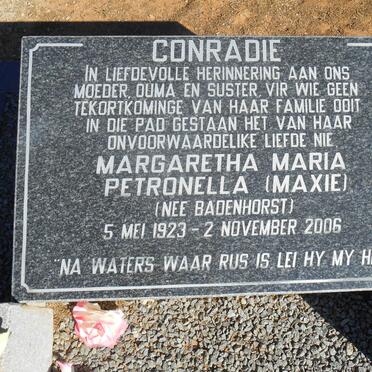 CONRADIE
IN LIEFDEVOLLE HERINNERING AAN ONS
MOEDER, OUMA EN SUSTER, VIR WIE GEEN
TEKORTKOMINGE VAN HAAR FAMILIE OOIT
IN DIE PAD GESTAAN HET VAN HAAR
ONVOORWAARDELIKE LIEFDE NIE
MARGARETHA MARIA
PETRONELLA (MAXIE)
(NEE BADENHORST)
5 MEI 1923 - 2 NOVEMBER 2006
"NA WATERS WAAR RUS IS, LEI HY MY H